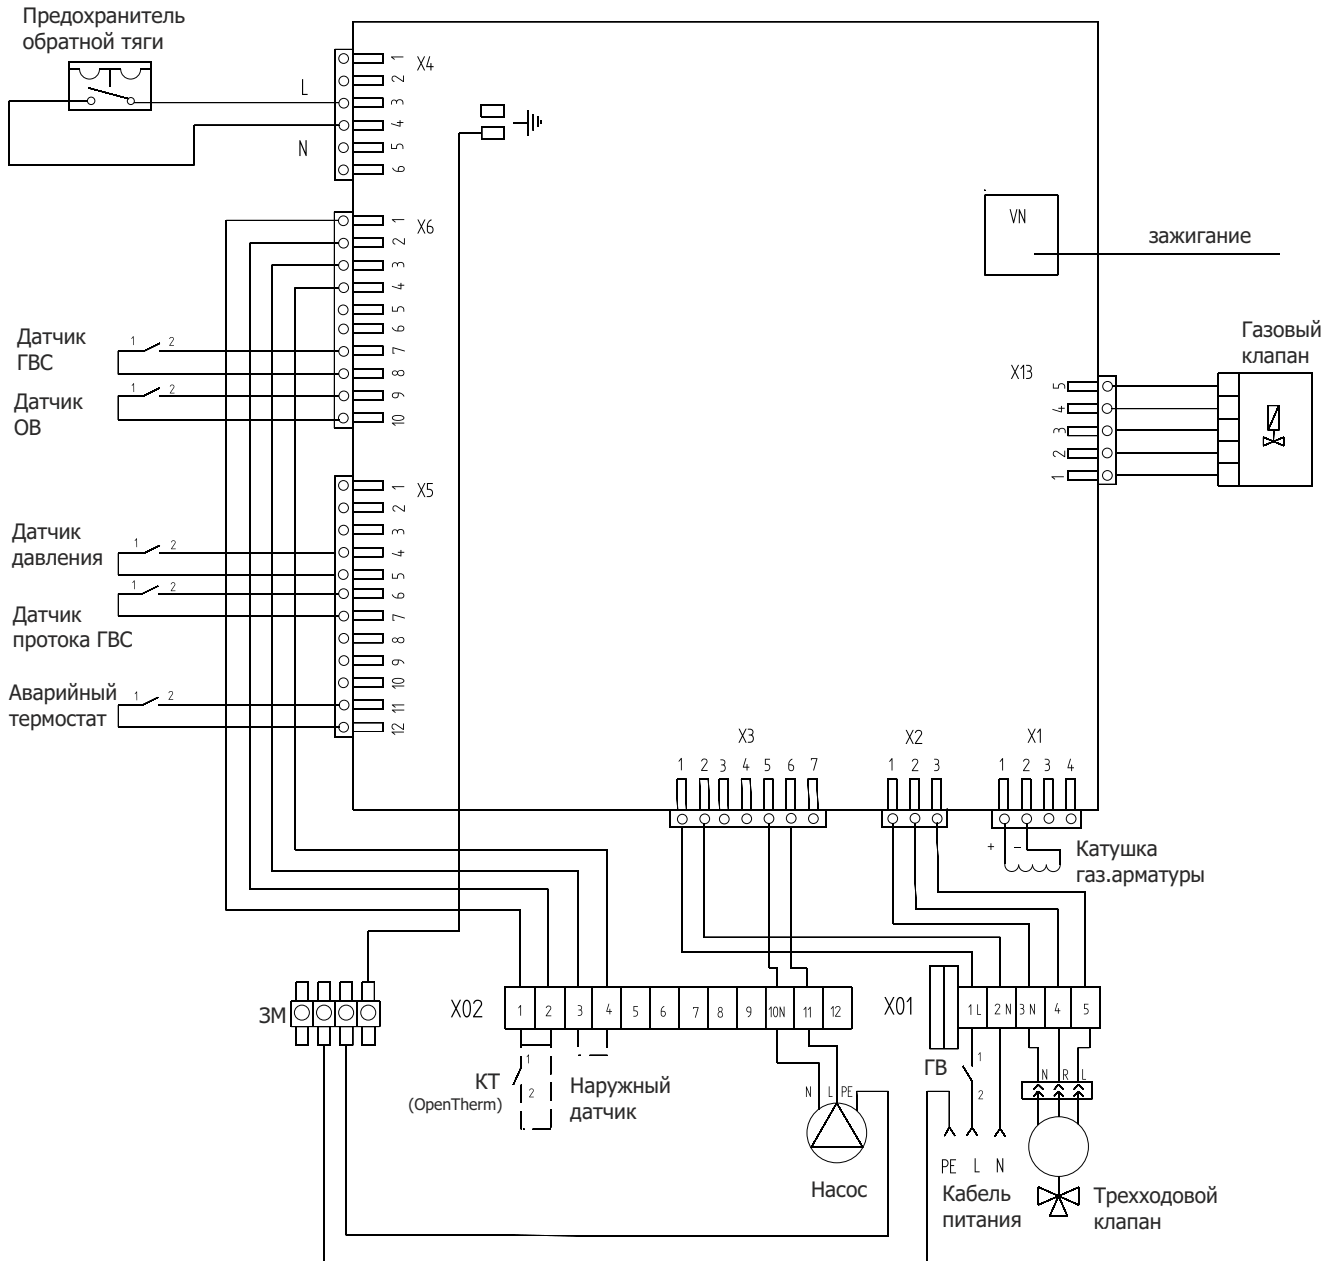 Предохранитель
обратной тяги
L
N
1
2
3
4
5
6
X4
1
2
3
4
5
6
7
8
9
10
X6
VN
зажигание
Датчик
ГВС
1 2
Датчик
ОВ
1 2
Газовый
клапан
X13
5
4
3
2
1
1
2
3
4
5
6
7
8
9
10
11
12
X5
Датчик
давления
1 2
1 2
Датчик
протока ГВС
Аварийный
термостат
1 2
X3
1 2 3 4 5 6 7
X2
1 2 3
X1
1 2 3 4
+ −
Катушка
газ.арматуры
ЗМ
X02
1 2 3 4 5 6 7 8 9 10N 11 12
X01
1 L 2 N 3 N 4 5
КТ
(OpenTherm)
1
2
Наружный
датчик
N L PE
Насос
ГВ
1
2
PE L N
Кабель
питания
N R L
Трехходовой
клапан